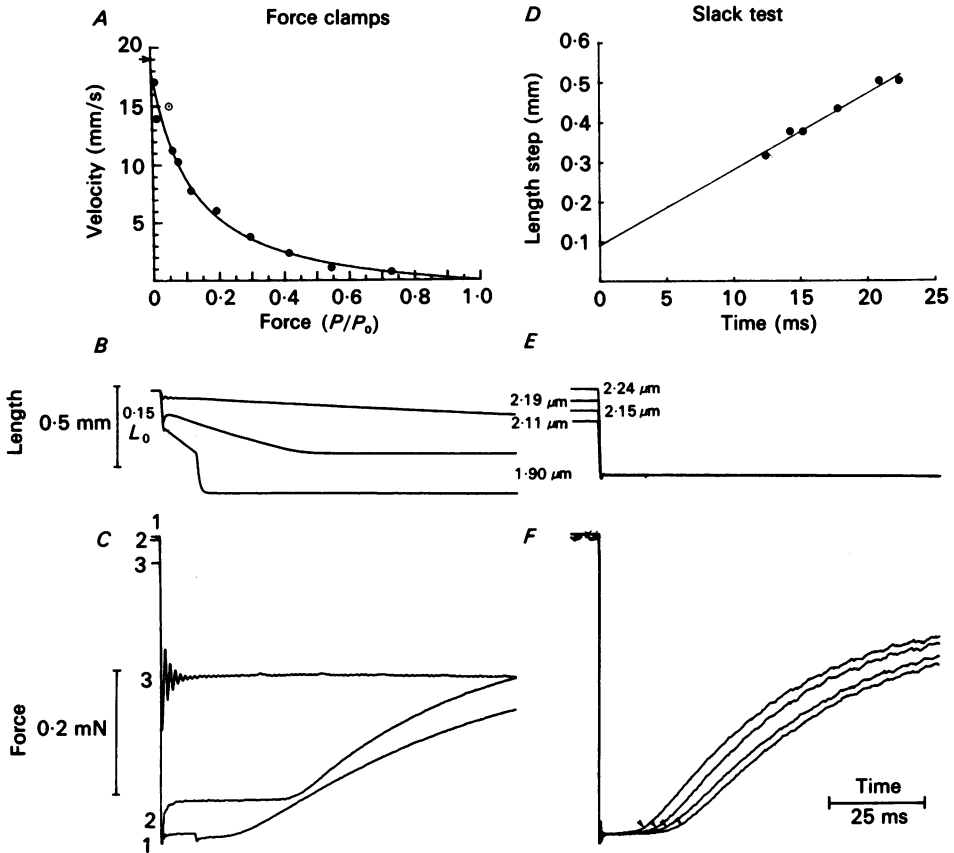 A Force clamps
20
15
10
5
Velocity (mm/s)
0 0·2 0·4 0·6 0·8 1·0
Force (P/Pₒ)
D Slack test
0·6
0·5
0·4
0·3
0·2
0·1
Length step (mm)
0 5 10 15 20 25
Time (ms)
B
Length
0·5 mm
0·15
Lₒ
E
2·24 μm
2·19 μm
2·15 μm
2·11 μm
1·90 μm
C
1
2
3
3
Force
0·2 mN
2
1
F
Time
25 ms